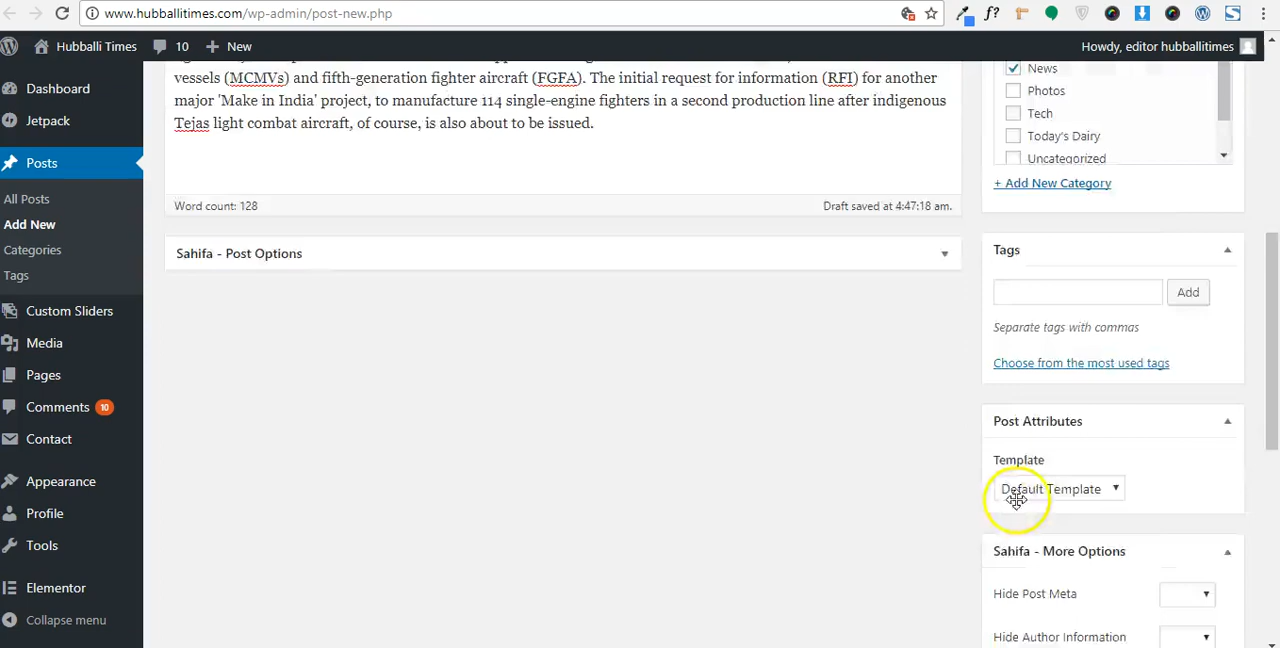 www.hubballitimes.com/wp-admin/post-new.php
f?
Hubballi Times
10
New
Howdy, editor hubballitimes
Dashboard
Jetpack
Posts
All Posts
Add New
Categories
Tags
Custom Sliders
Media
Pages
Comments 10
Contact
Appearance
Profile
Tools
Elementor
Collapse menu
vessels (MCMVs) and fifth-generation fighter aircraft (FGFA). The initial request for information (RFI) for another
major 'Make in India' project, to manufacture 114 single-engine fighters in a second production line after indigenous
Tejas light combat aircraft, of course, is also about to be issued.
Word count: 128
Draft saved at 4:47:18 am.
Sahifa - Post Options
News
Photos
Tech
Today's Dairy
Uncategorized
+ Add New Category
Tags
Add
Separate tags with commas
Choose from the most used tags
Post Attributes
Template
Default Template
Sahifa - More Options
Hide Post Meta
Hide Author Information